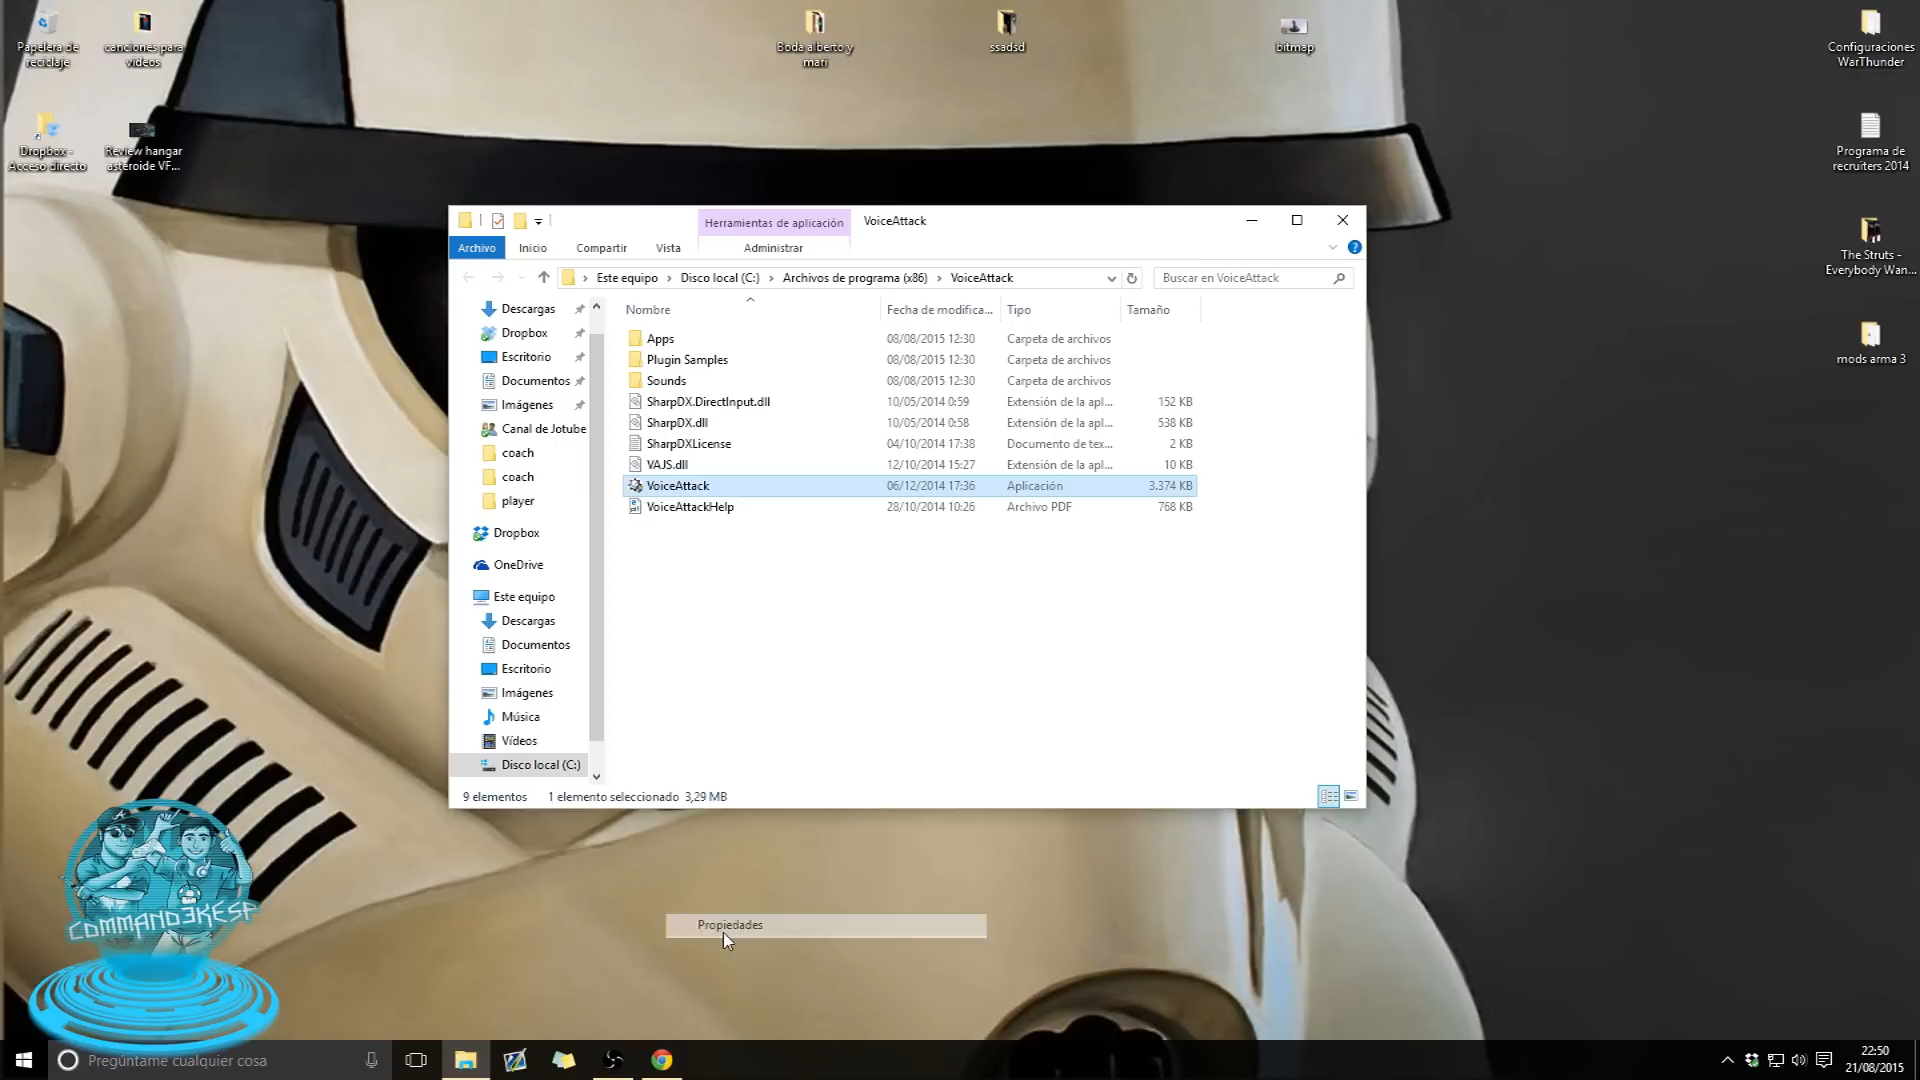 Papelera de
reciclaje
canciones para
videos
Boda alberto y
mari
ssadsd
bitmap
Configuraciones
WarThunder
Dropbox -
Acceso directo
Review hangar
asteroide VF...
Programa de
recruiters 2014
The Struts -
Everybody Wan...
mods arma 3
Herramientas de aplicación
VoiceAttack
Archivo
Inicio
Compartir
Vista
Administrar
Este equipo
Disco local (C:)
Archivos de programa (x86)
VoiceAttack
Buscar en VoiceAttack
Nombre
Fecha de modifica...
Tipo
Tamaño
Apps 08/08/2015 12:30 Carpeta de archivos
Plugin Samples 08/08/2015 12:30 Carpeta de archivos
Sounds 08/08/2015 12:30 Carpeta de archivos
SharpDX.DirectInput.dll 10/05/2014 0:59 Extensión de la apl... 152 KB
SharpDX.dll 10/05/2014 0:58 Extensión de la apl... 538 KB
SharpDXLicense 04/10/2014 17:38 Documento de tex... 2 KB
VAJS.dll 12/10/2014 15:27 Extensión de la apl... 10 KB
VoiceAttack 06/12/2014 17:36 Aplicación 3.374 KB
VoiceAttackHelp 28/10/2014 10:26 Archivo PDF 768 KB
Descargas
Dropbox
Escritorio
Documentos
Imágenes
Canal de Jotube
coach
coach
player
Dropbox
OneDrive
Este equipo
Descargas
Documentos
Escritorio
Imágenes
Música
Vídeos
Disco local (C:)
9 elementos
1 elemento seleccionado 3,29 MB
Propiedades
COMMAND3KESP
Pregúntame cualquier cosa
22:50
21/08/2015